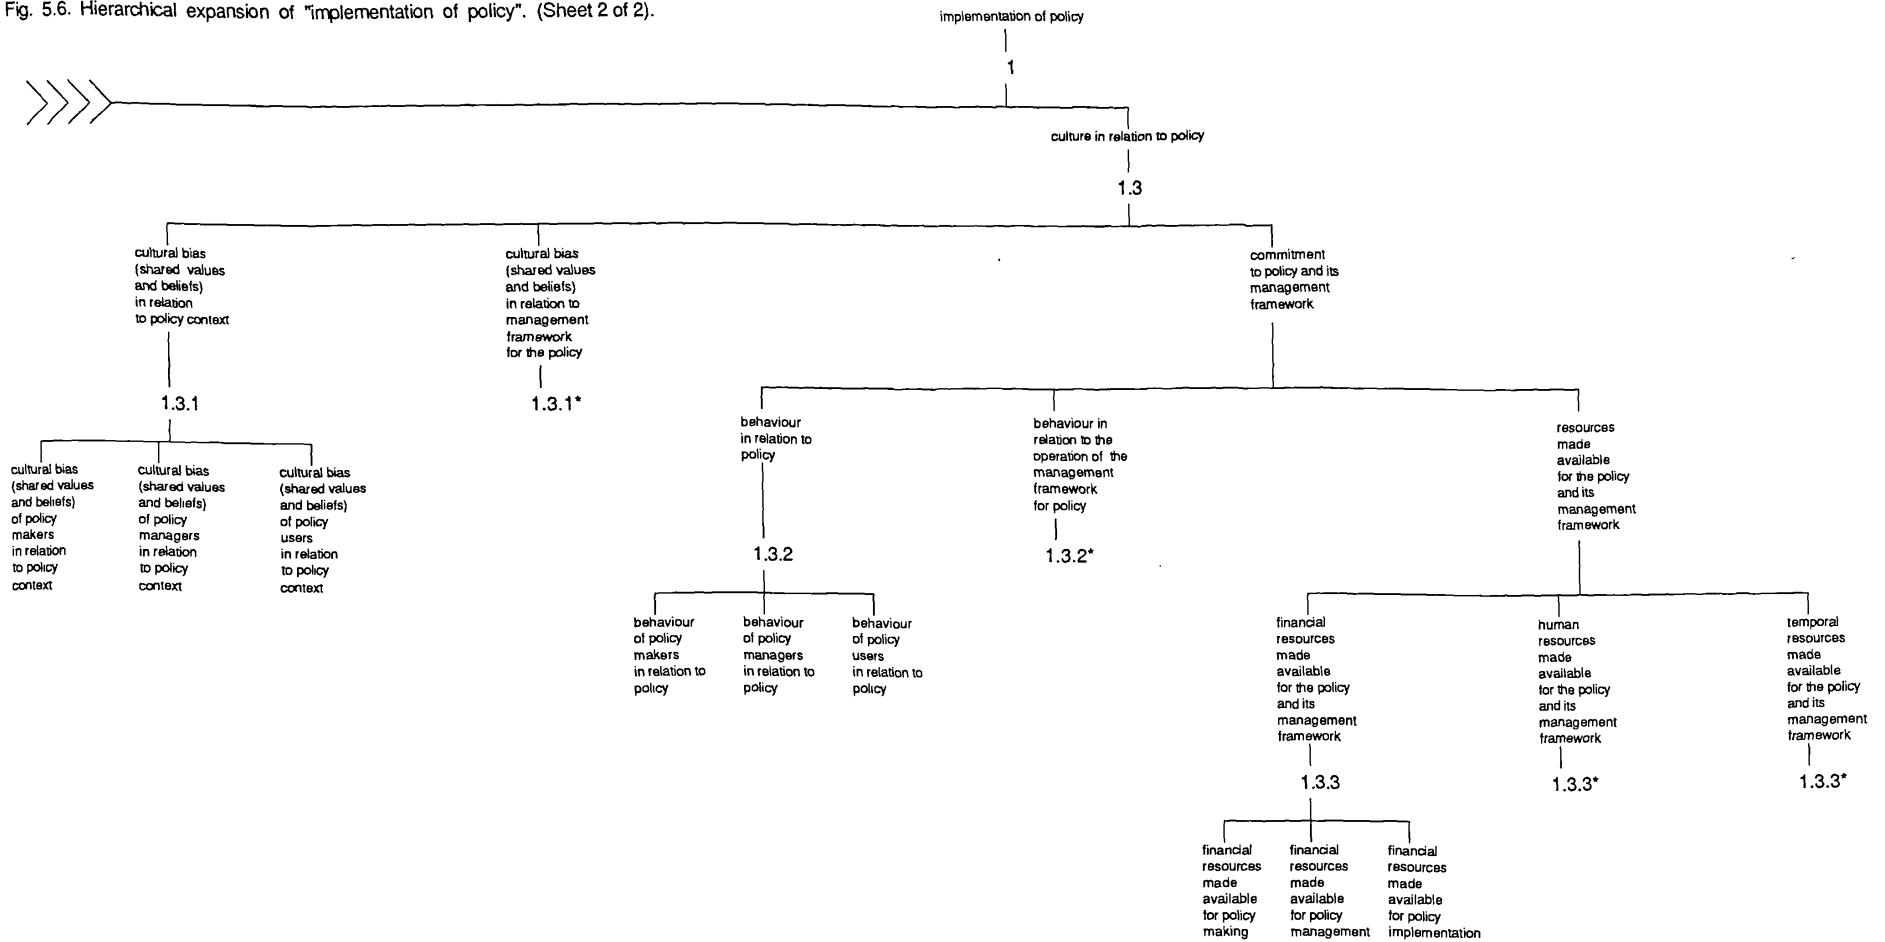 Fig. 5.6. Hierarchical expansion of "implementation of policy". (Sheet 2 of 2).
implementation of policy
1
culture in relation to policy
1.3
cultural bias
(shared values
and beliefs)
in relation
to policy context
1.3.1
cultural bias
(shared values
and beliefs)
in relation to
management
framework
for the policy
1.3.1*
commitment
to policy and its
management
framework
cultural bias
(shared values
and beliefs)
of policy
makers
in relation
to policy
context
cultural bias
(shared values
and beliefs)
of policy
managers
in relation
to policy
context
cultural bias
(shared values
and beliefs)
of policy
users
in relation
to policy
context
behaviour
in relation to
policy
1.3.2
behaviour in
relation to the
operation of the
management
framework
for policy
1.3.2*
resources
made
available
for the policy
and its
management
framework
behaviour
of policy
makers
in relation to
policy
behaviour
of policy
managers
in relation to
policy
behaviour
of policy
users
in relation to
policy
financial
resources
made
available
for the policy
and its
management
framework
1.3.3
human
resources
made
available
for the policy
and its
management
framework
1.3.3*
temporal
resources
made
available
for the policy
and its
management
framework
1.3.3*
financial
resources
made
available
for policy
making
financial
resources
made
available
for policy
management
financial
resources
made
available
for policy
implementation